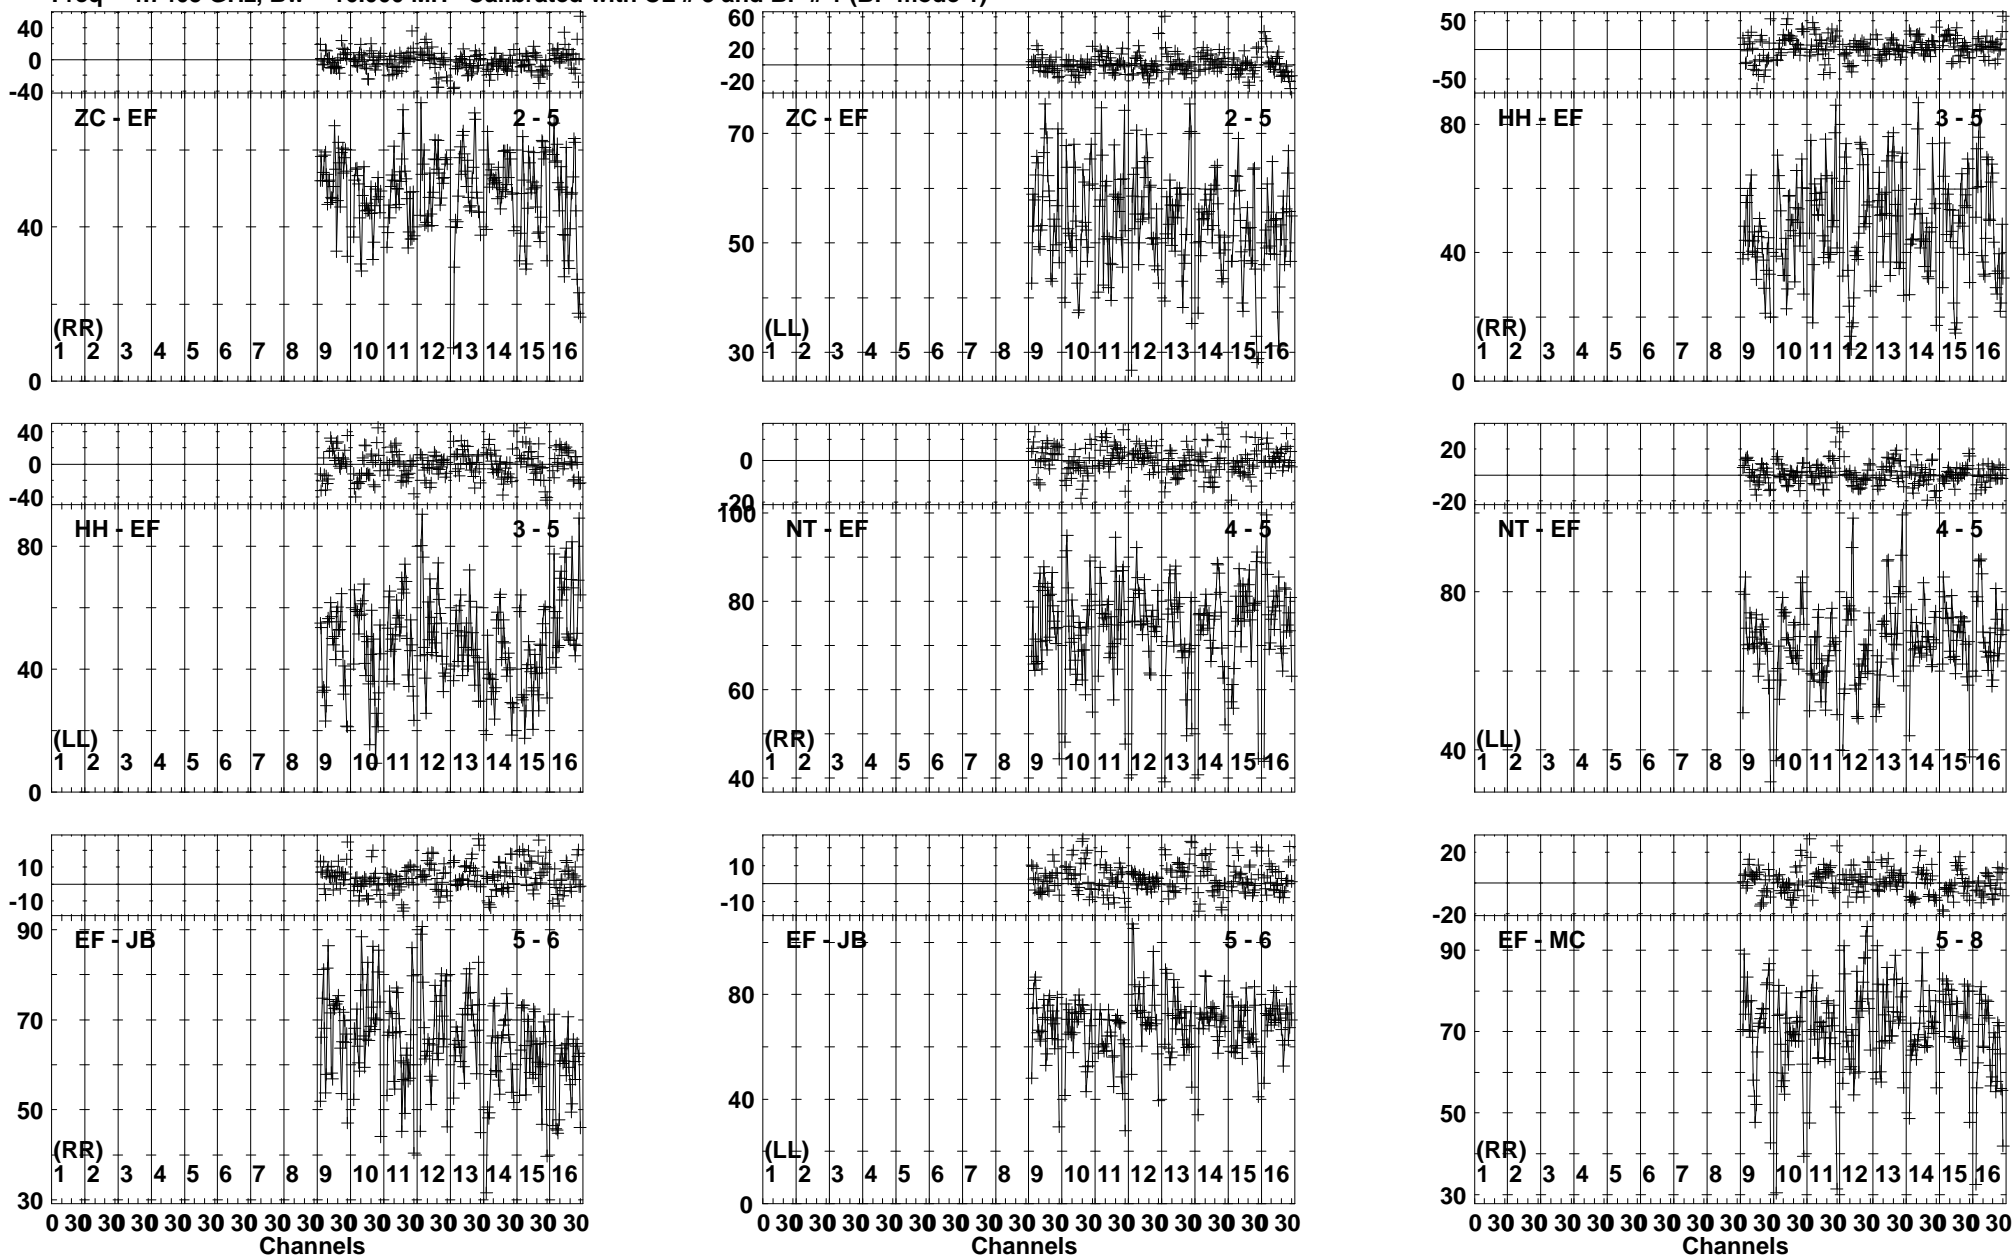 40 0 -40
ZC - EF 2 - 5
40
(RR)
1 2 3 4 5 6 7 8 9 10 11 12 13 14 15 16
0
60 20 -20
ZC - EF 2 - 5
70 50
(LL)
30 1 2 3 4 5 6 7 8 9 10 11 12 13 14 15 16
50 -50
HH - EF 3 - 5
80 40
(RR)
1 2 3 4 5 6 7 8 9 10 11 12 13 14 15 16
0
40 0 -40
HH - EF 3 - 5
80 40
(LL)
1 2 3 4 5 6 7 8 9 10 11 12 13 14 15 16
0
0 -20
100
NT - EF 4 - 5
80 60
(RR)
1 2 3 4 5 6 7 8 9 10 11 12 13 14 15 16
40
20 -20
NT - EF 4 - 5
80
40 (LL)
1 2 3 4 5 6 7 8 9 10 11 12 13 14 15 16
10 -10
90 EF - JB 5 - 6
70 50
(RR)
1 2 3 4 5 6 7 8 9 10 11 12 13 14 15 16
30
0 30 30 30 30 30 30 30 30 30 30 30 30 30 30 30 30
Channels
10 -10
EF - JB 5 - 6
80 40
(LL)
1 2 3 4 5 6 7 8 9 10 11 12 13 14 15 16
0
0 30 30 30 30 30 30 30 30 30 30 30 30 30 30 30 30
Channels
20 -20
EF - MC 5 - 8
90 70 50
(RR)
1 2 3 4 5 6 7 8 9 10 11 12 13 14 15 16
30
0 30 30 30 30 30 30 30 30 30 30 30 30 30 30 30 30
Channels